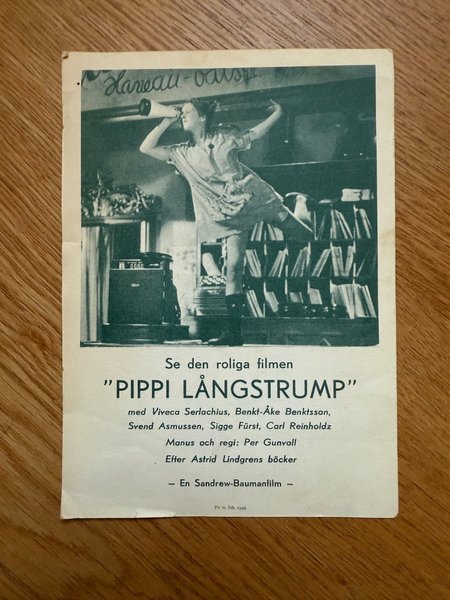 Se den roliga filmen
"PIPPI LÅNGSTRUMP"
med Viveca Serlachius, Benkt-Åke Benktsson,
Svend Asmussen, Sigge Fürst, Carl Reinholdz
Manus och regi: Per Gunvall
Efter Astrid Lindgrens böcker
— En Sandrew-Baumanfilm —